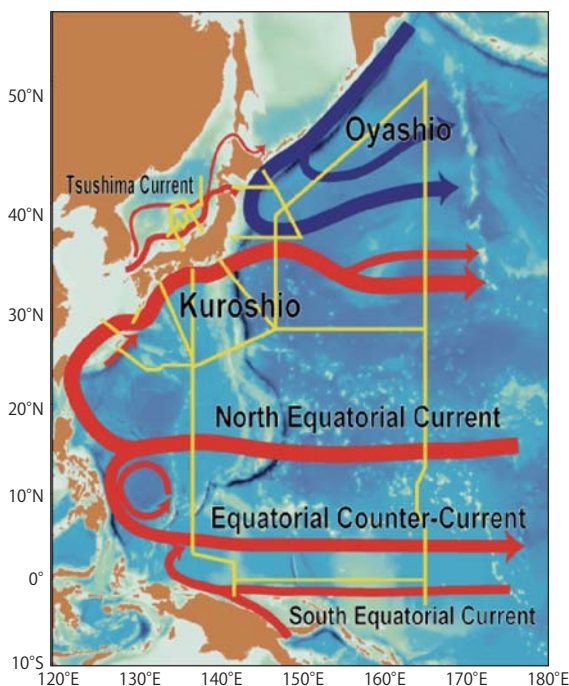 50°N
Oyashio
Tsushima Current
40°N
Kuroshio
30°N
20°N
North Equatorial Current
10°N
Equatorial Counter-Current
0°
South Equatorial Current
10°S
120°E 130°E 140°E 150°E 160°E 170°E 180°E